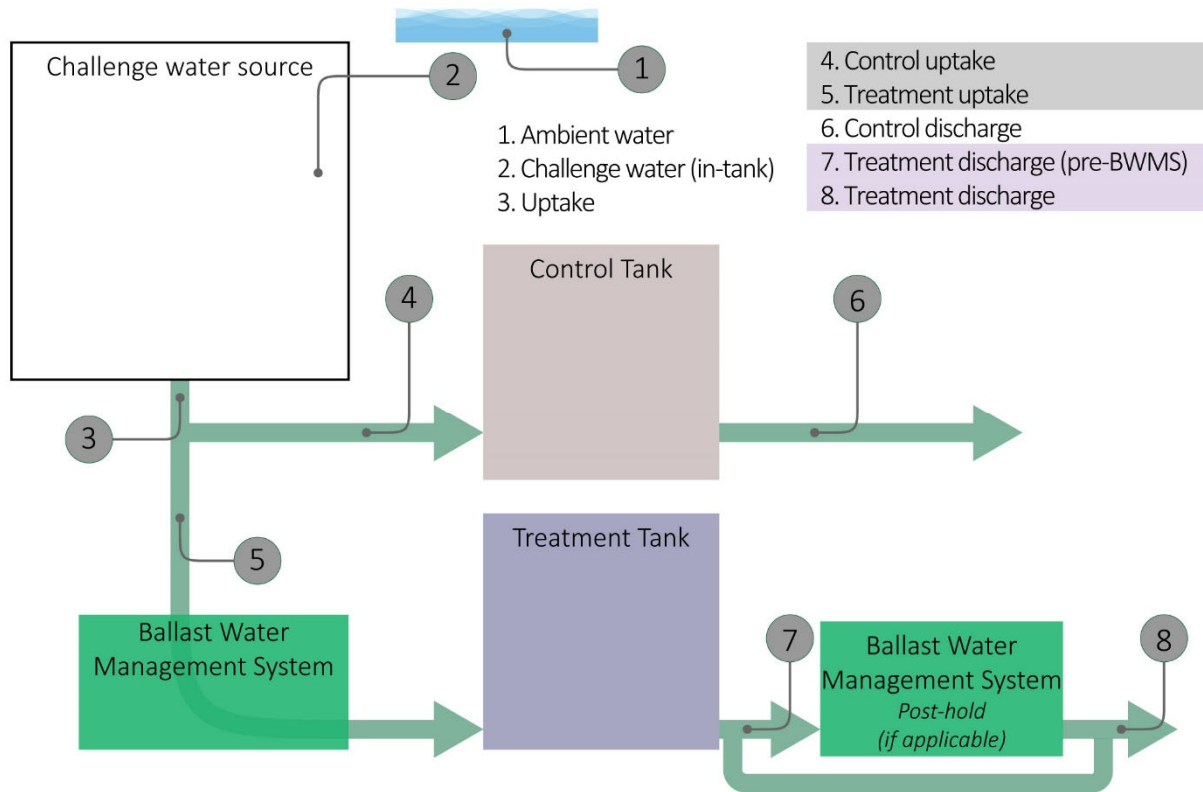 Challenge water source
2
1
1. Ambient water
2. Challenge water (in-tank)
3. Uptake
4. Control uptake
5. Treatment uptake
6. Control discharge
7. Treatment discharge (pre-BWMS)
8. Treatment discharge
Control Tank
4
6
3
Treatment Tank
5
Ballast Water
Management System
7
Ballast Water
Management System
Post-hold
(if applicable)
8